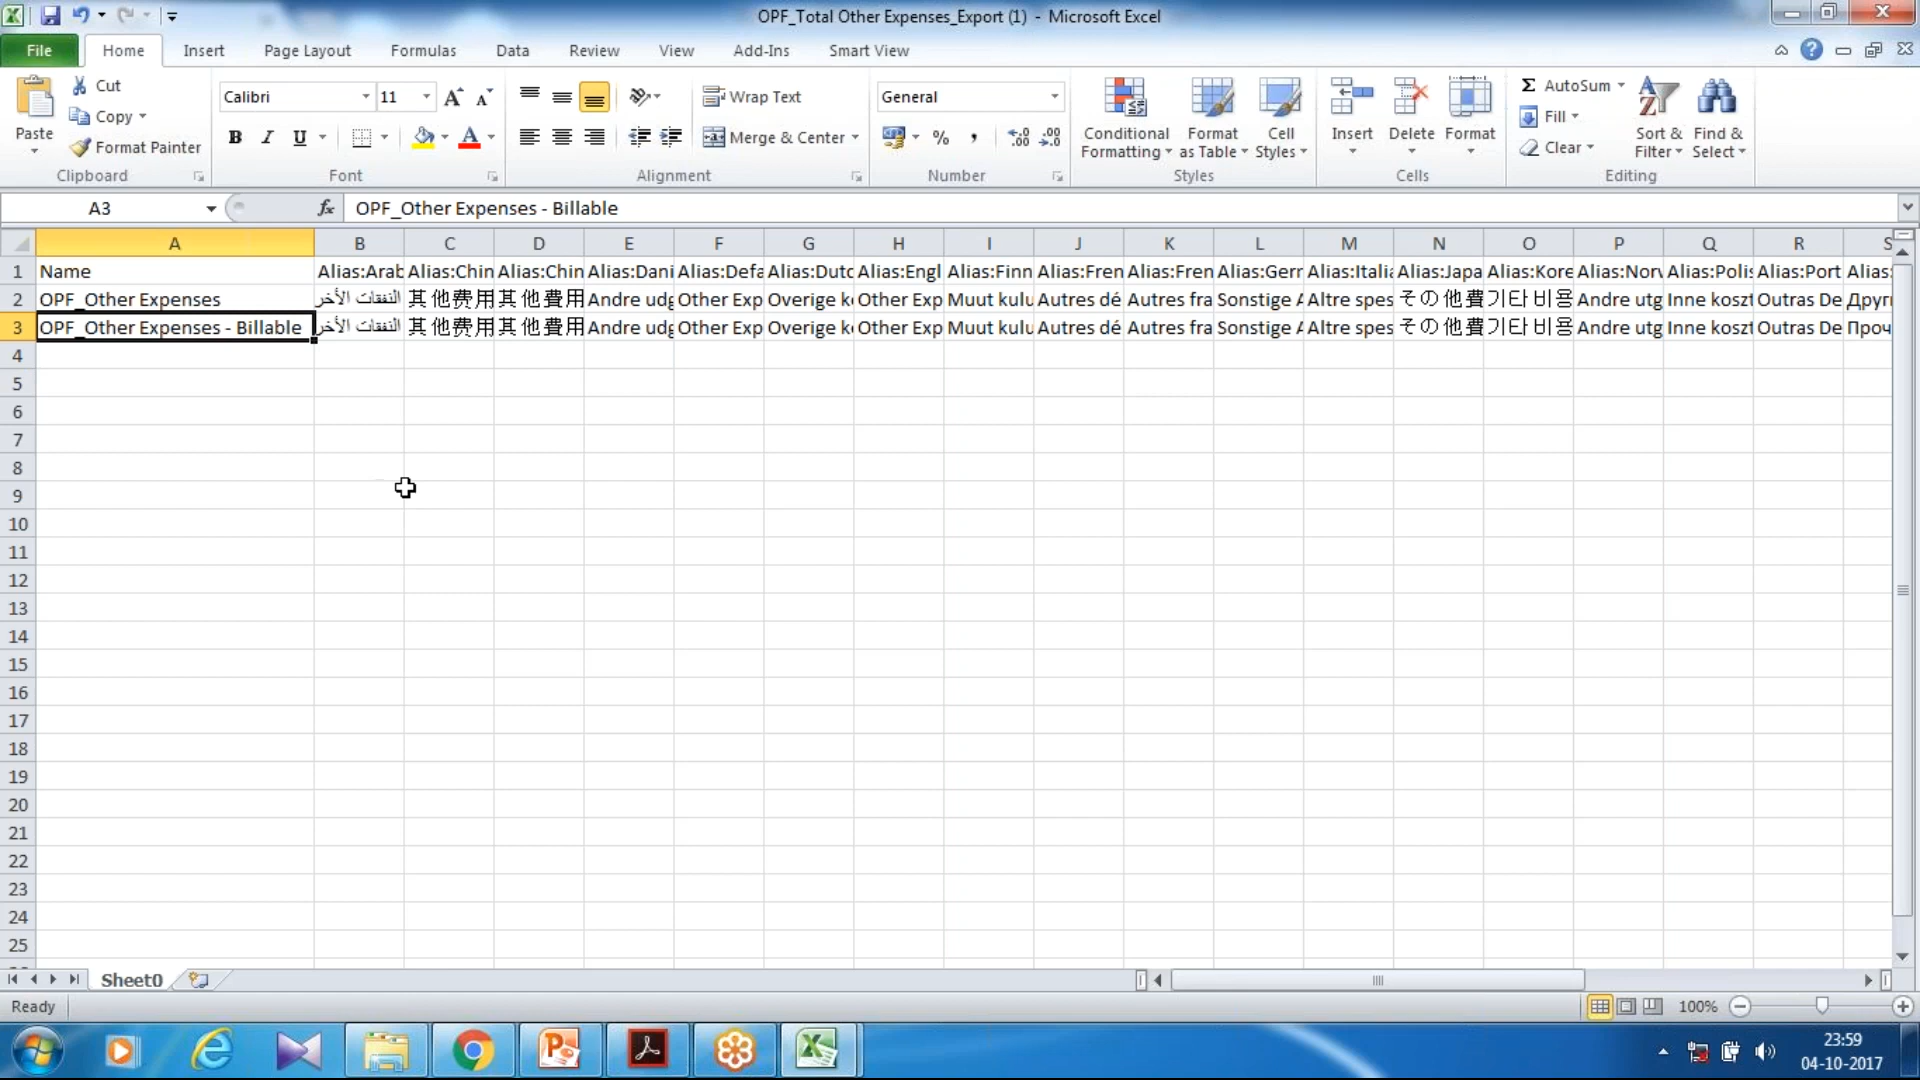 OPF_Total Other Expenses_Export (1) - Microsoft Excel
File Home Insert Page Layout Formulas Data Review View Add-Ins Smart View
Paste
Cut
Copy
Format Painter
Clipboard
Calibri 11
B I U
Font
Wrap Text
Merge & Center
Alignment
General
%
Number
Conditional Formatting
Format as Table
Cell Styles
Styles
Insert Delete Format
Cells
AutoSum
Fill
Clear
Sort & Filter
Find & Select
Editing
A3 fx OPF_Other Expenses - Billable
A B C D E F G H I J K L M N O P Q R S
1 Name Alias:Arab Alias:Chin Alias:Chin Alias:Dani Alias:Defa Alias:Dutc Alias:Engl Alias:Finn Alias:Fren Alias:Fren Alias:Ger Alias:Itali Alias:Japa Alias:Kore Alias:Nor Alias:Polis Alias:Port Alias:
2 OPF_Other Expenses النفقات الأخر 其他费用 其他費用 Andre udg Other Exp Overige k Other Exp Muut kulu Autres dé Autres fra Sonstige Altre spes その他費 기타 비용 Andre utg Inne koszt Outras De Друг
3 OPF_Other Expenses - Billable النفقات الأخر 其他费用 其他費用 Andre udg Other Exp Overige k Other Exp Muut kulu Autres dé Autres fra Sonstige Altre spes その他費 기타 비용 Andre utg Inne koszt Outras De Проч
4
5
6
7
8
9
10
11
12
13
14
15
16
17
18
19
20
21
22
23
24
25
Sheet0
Ready 100%
23:59
04-10-2017